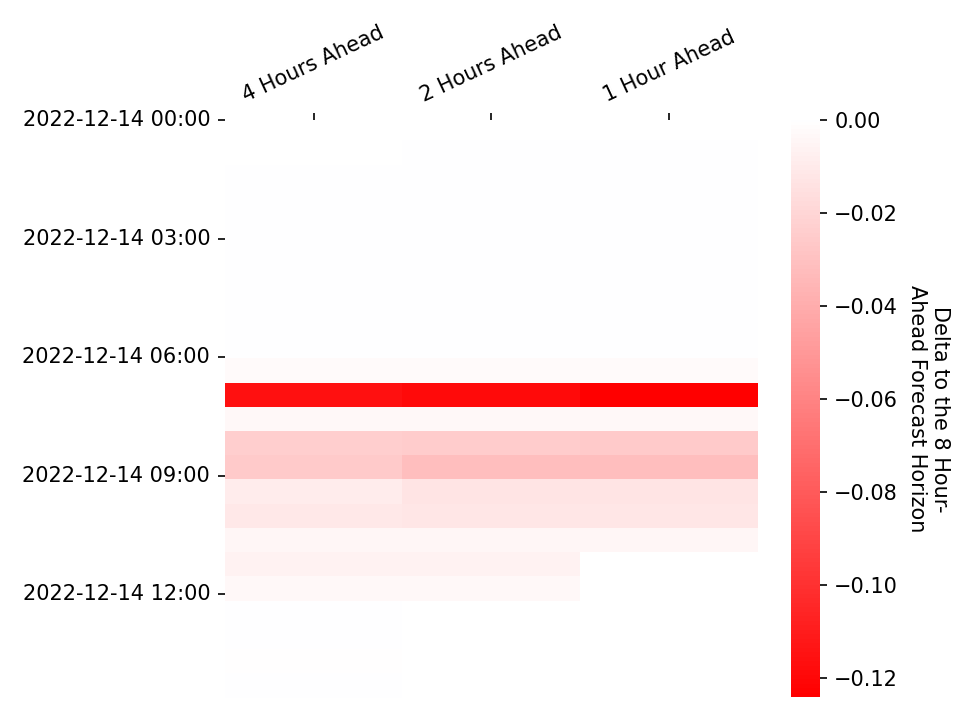 4 Hours Ahead
2 Hours Ahead
1 Hour Ahead
2022-12-14 00:00
2022-12-14 03:00
2022-12-14 06:00
2022-12-14 09:00
2022-12-14 12:00
0.00
−0.02
−0.04
−0.06
−0.08
−0.10
−0.12
Delta to the 8 Hour-
Ahead Forecast Horizon